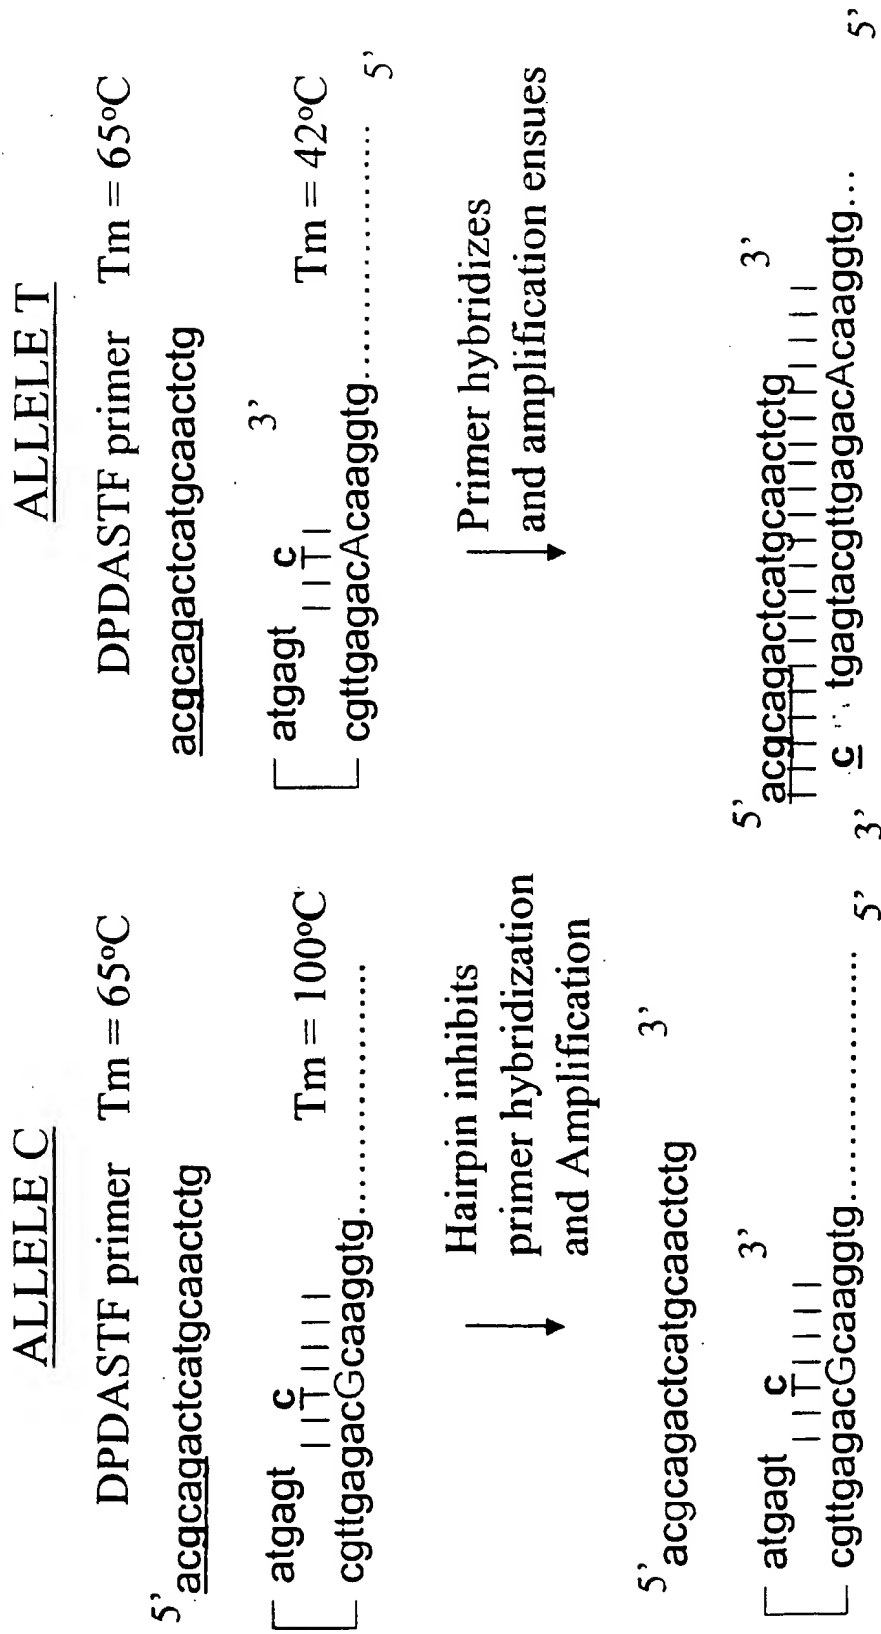 ALLELE C
DPDASTF primer Tm = 65°C
5' acgcagactcatgcaactctg
atgagt c 3'
cgttgagacGcaaggtg................... Tm = 100°C
Hairpin inhibits
primer hybridization
and Amplification
5' acgcagactcatgcaactctg 3'
atgagt c 3'
cgttgagacGcaaggtg................... 5'
ALLELE T
DPDASTF primer Tm = 65°C
acgcagactcatgcaactctg
atgagt c 3'
Tm = 42°C
cgttgagacAcaaggtg................... 5'
Primer hybridizes
and amplification ensues
5' acgcagactcatgcaactctg 3'
3' c tgagtacgttgagacAcaaggtg... 5'